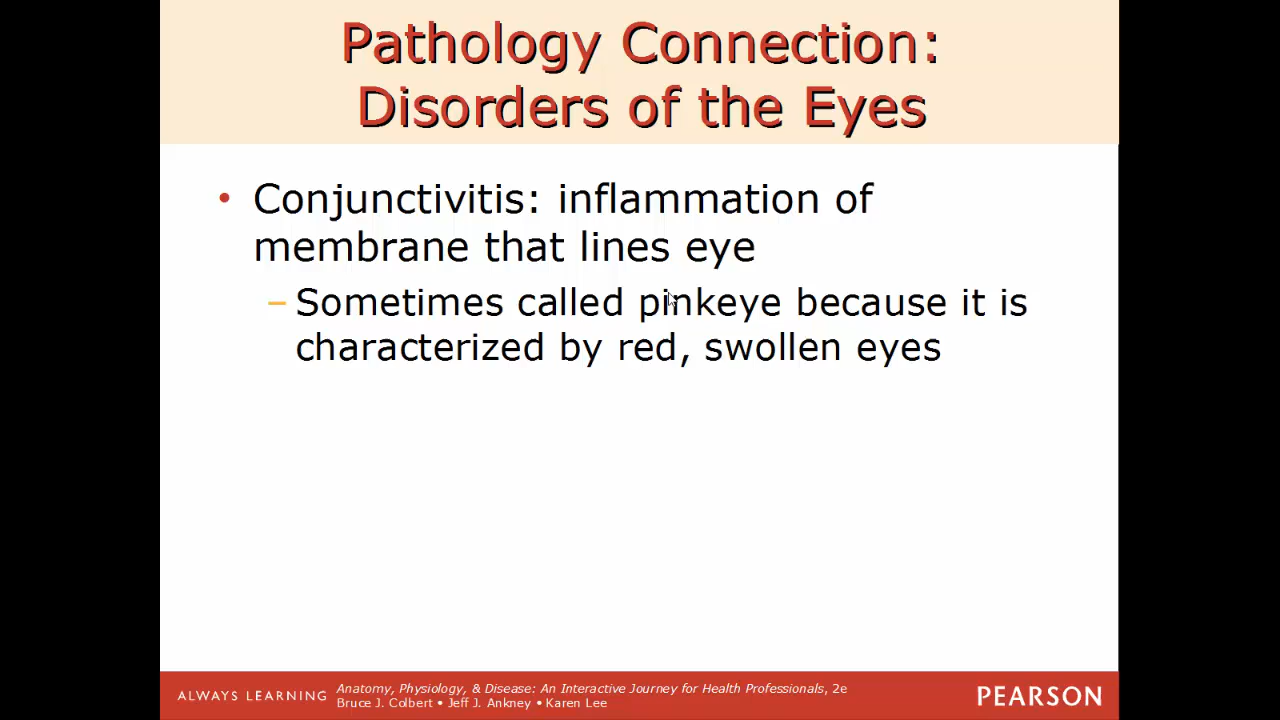 Pathology Connection:
Disorders of the Eyes
• Conjunctivitis: inflammation of
membrane that lines eye
– Sometimes called pinkeye because it is
characterized by red, swollen eyes
ALWAYS LEARNING
Anatomy, Physiology, & Disease: An Interactive Journey for Health Professionals, 2e
Bruce J. Colbert • Jeff J. Ankney • Karen Lee
PEARSON